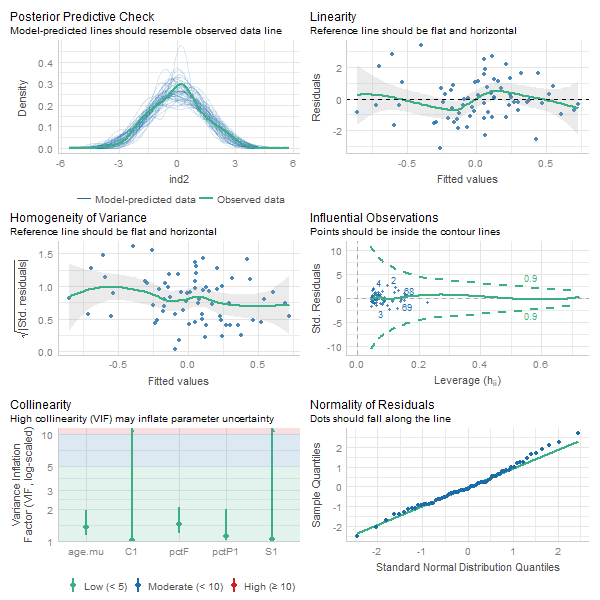 Posterior Predictive Check
Model-predicted lines should resemble observed data line
Density
0.4
0.3
0.2
0.1
0.0
-6
-3
0
3
6
ind2
Model-predicted data
Observed data
Linearity
Reference line should be flat and horizontal
Residuals
2
0
-2
-0.5
0.0
0.5
Fitted values
Homogeneity of Variance
Reference line should be flat and horizontal
√|Std. residuals|
1.5
1.0
0.5
0.0
-0.5
0.0
0.5
Fitted values
Influential Observations
Points should be inside the contour lines
Std. Residuals
10
5
0
-5
-10
0.9
0.9
4
2
68
69
3
0.0
0.2
0.4
0.6
Leverage (hii)
Collinearity
High collinearity (VIF) may inflate parameter uncertainty
Variance Inflation
Factor (VIF, log-scaled)
10
5
3
2
1
age.mu
C1
pctF
pctP1
S1
Low (< 5)
Moderate (< 10)
High (≥ 10)
Normality of Residuals
Dots should fall along the line
Sample Quantiles
2
1
0
-1
-2
-2
-1
0
1
2
Standard Normal Distribution Quantiles